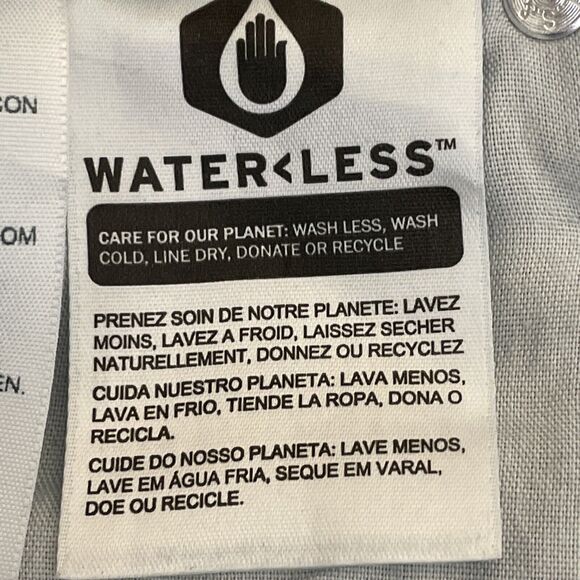 CON
OM
EN.
WATER<LESS™
CARE FOR OUR PLANET: WASH LESS, WASH
COLD, LINE DRY, DONATE OR RECYCLE
PRENEZ SOIN DE NOTRE PLANETE: LAVEZ
MOINS, LAVEZ A FROID, LAISSEZ SECHER
NATURELLEMENT, DONNEZ OU RECYCLEZ
CUIDA NUESTRO PLANETA: LAVA MENOS,
LAVA EN FRIO, TIENDE LA ROPA, DONA O
RECICLA.
CUIDE DO NOSSO PLANETA: LAVE MENOS,
LAVE EM ÁGUA FRIA, SEQUE EM VARAL,
DOE OU RECICLE.